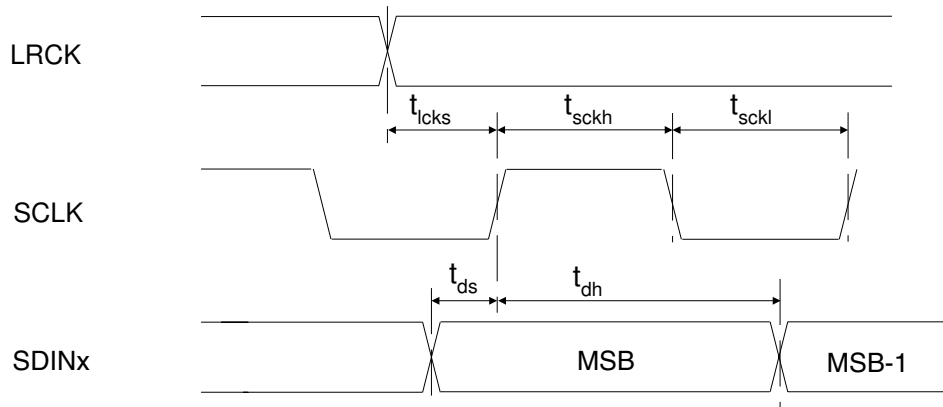 LRCK
t_lcks t_sckh t_sckl
SCLK
t_ds t_dh
SDINx MSB MSB-1